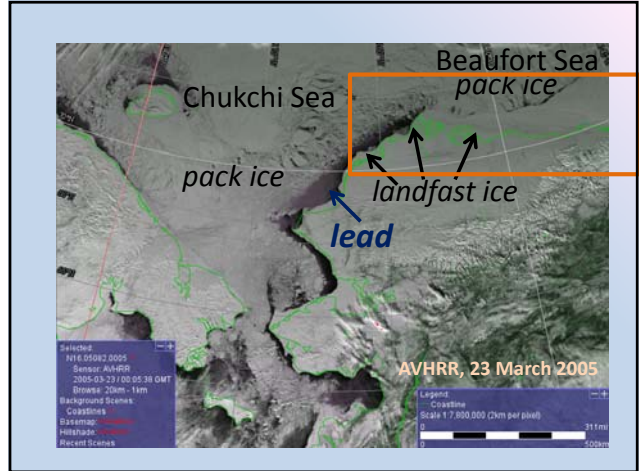 Beaufort Sea
pack ice
Chukchi Sea
pack ice
landfast ice
lead
AVHRR, 23 March 2005
Selected:
N16.05082.0005
Sensor: AVHRR
2005-03-23 / 00:05:38 GMT
Browse: 20km - 1km
Background Scenes:
Coastlines
Basemap:
Hillshade:
Recent Scenes
Legend:
Coastline
Scale 1:7,800,000 (2km per pixel)
311mi
0
500km